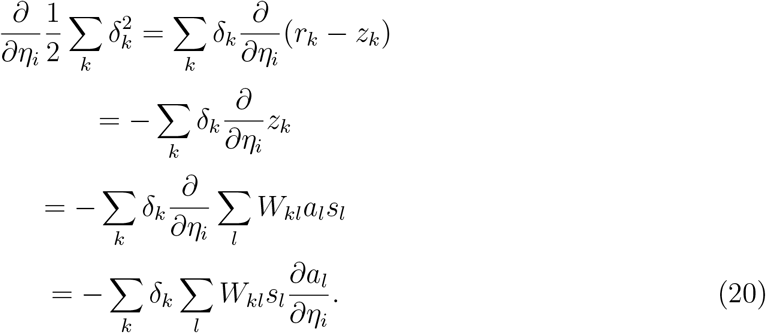 ∂/∂η_i 1/2 ∑_k δ_k^2 = ∑_k δ_k ∂/∂η_i (r_k − z_k)
= − ∑_k δ_k ∂/∂η_i z_k
= − ∑_k δ_k ∂/∂η_i ∑_l W_{kl} a_l s_l
= − ∑_k δ_k ∑_l W_{kl} s_l ∂a_l/∂η_i. (20)